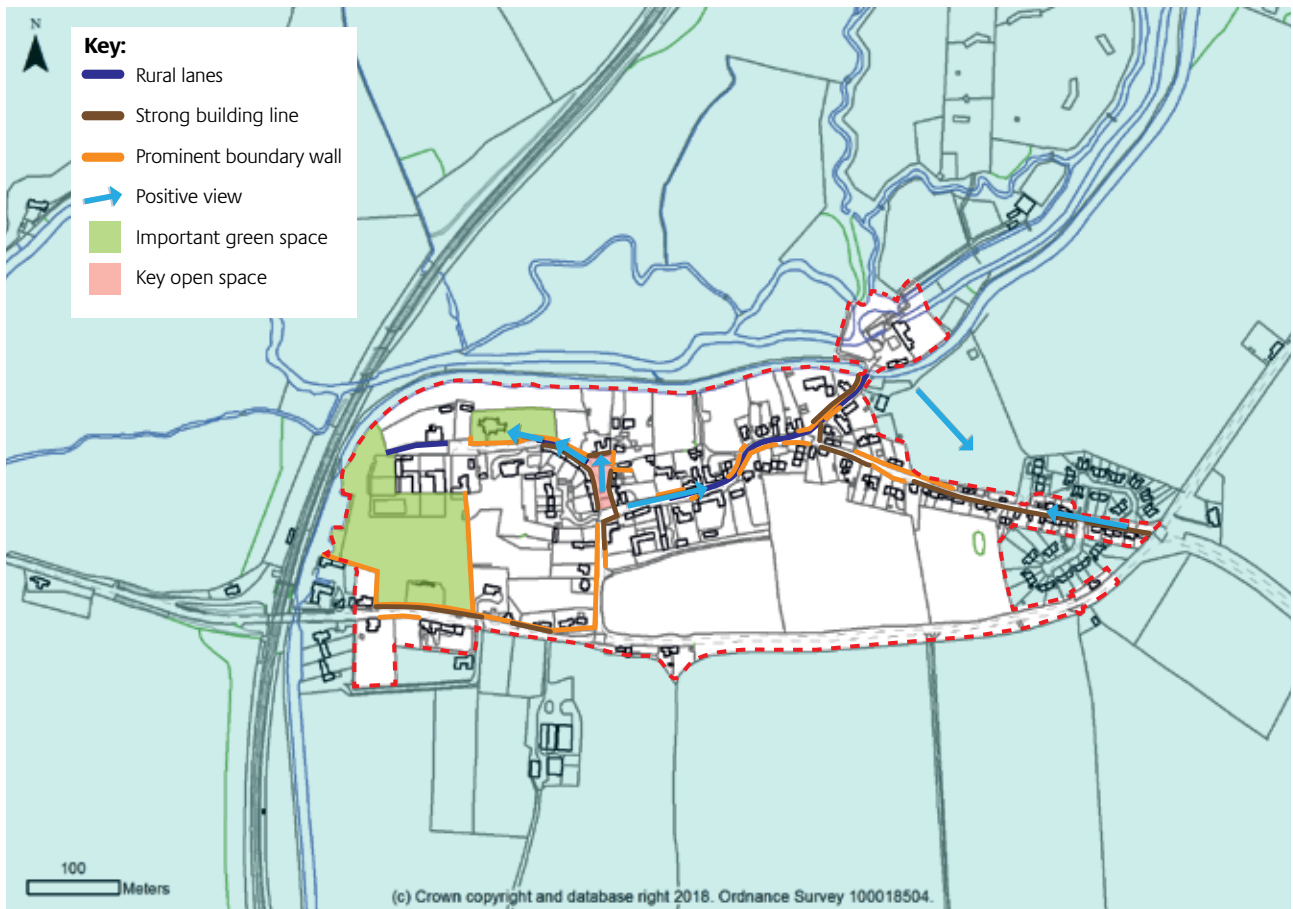 N
Key:
Rural lanes
Strong building line
Prominent boundary wall
Positive view
Important green space
Key open space
100
Meters
(c) Crown copyright and database right 2018. Ordnance Survey 100018504.